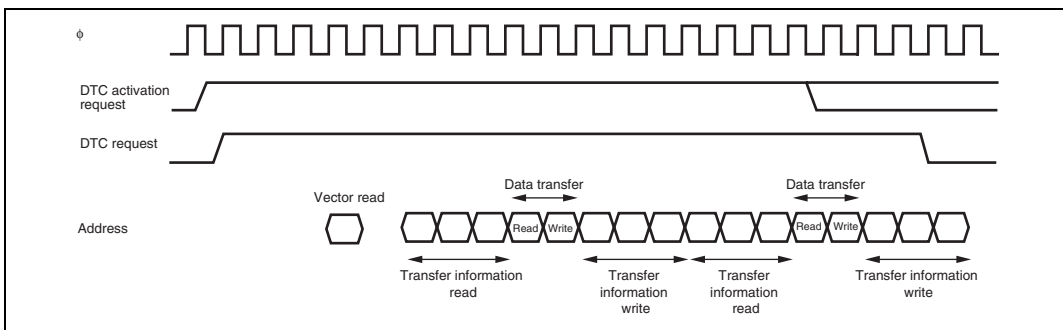 φ
DTC activation
request
DTC request
Vector read
Data transfer
Data transfer
Address
Read
Write
Read
Write
Transfer information
read
Transfer
information
write
Transfer
information
read
Transfer information
write